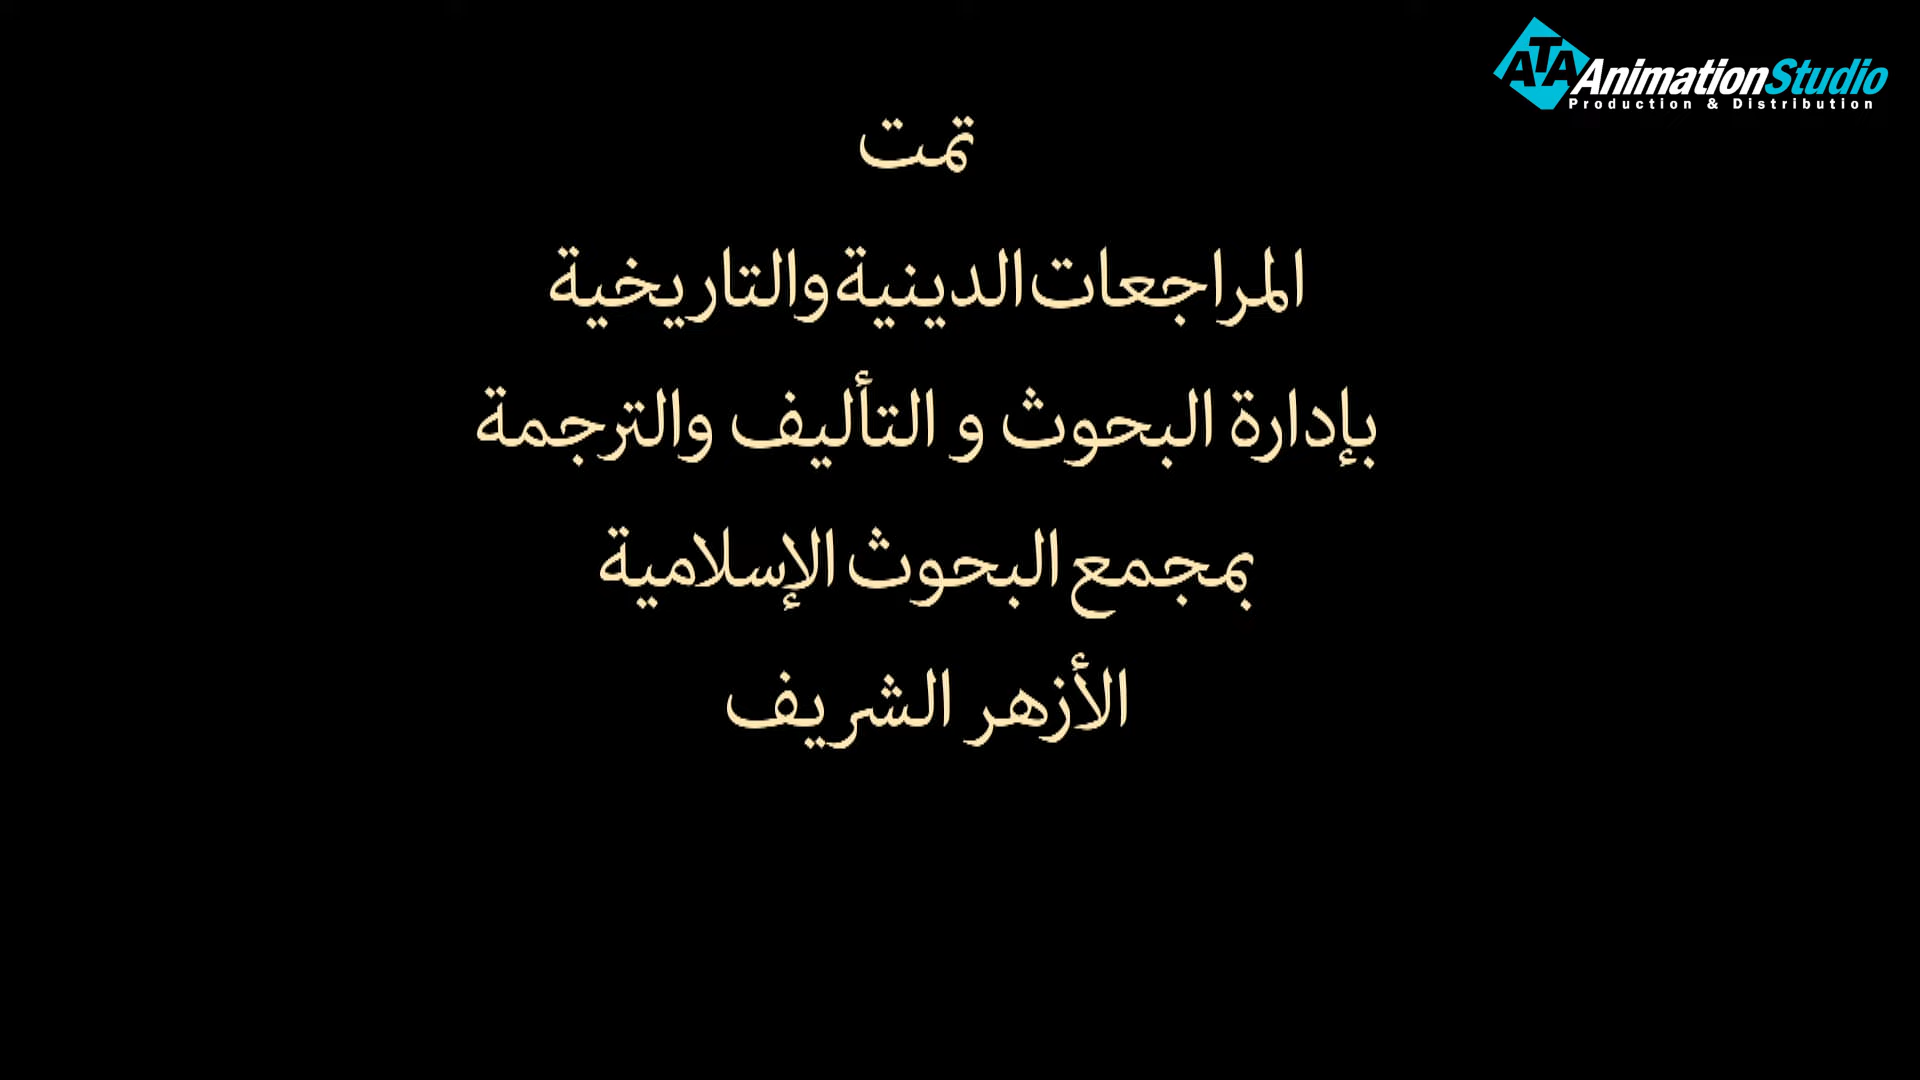 ATA AnimationStudio
Production & Distribution
تمت
المراجعات الدينية والتاريخية
بإدارة البحوث و التأليف والترجمة
بمجمع البحوث الإسلامية
الأزهر الشريف